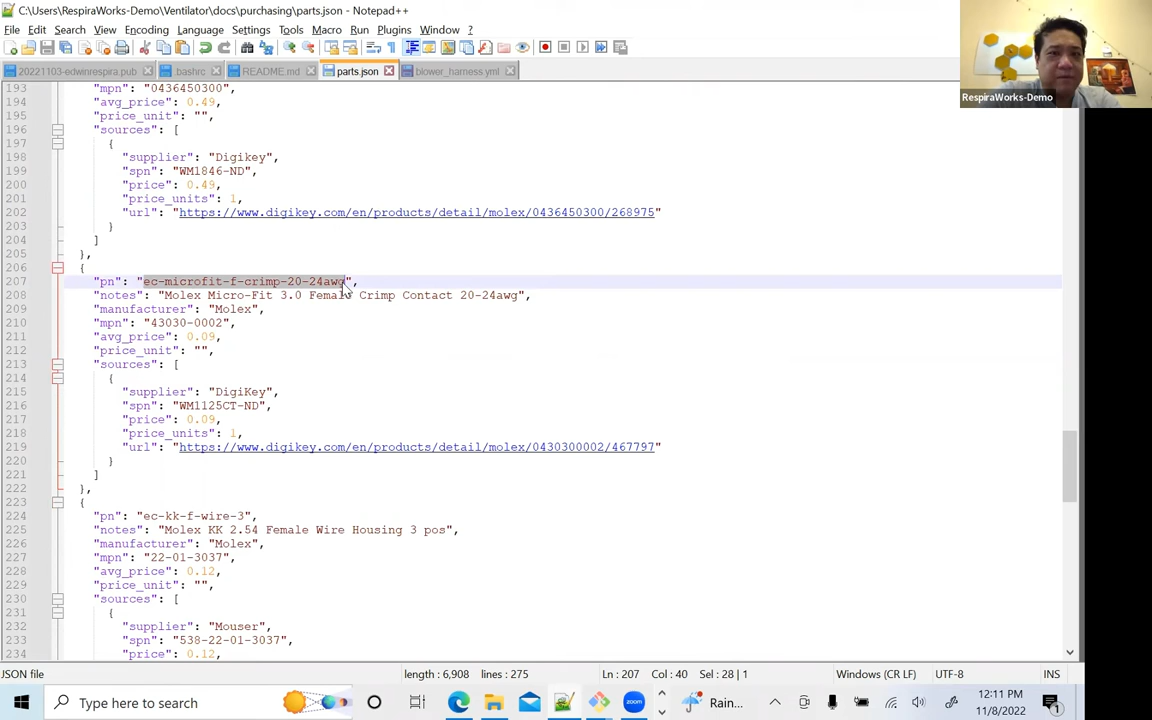 C:\Users\RespiraWorks-Demo\Ventilator\docs\purchasing\parts.json - Notepad++
File Edit Search View Encoding Language Settings Tools Macro Run Plugins Window ?
20221103-edwinrespira.pub .bashrc README.md parts.json blower_harness.yml
RespiraWorks-Demo
193 "mpn": "0436450300",
194 "avg_price": 0.49,
195 "price_unit": "",
196 "sources": [
197 {
198 "supplier": "Digikey",
199 "spn": "WM1846-ND",
200 "price": 0.49,
201 "price_units": 1,
202 "url": "https://www.digikey.com/en/products/detail/molex/0436450300/268975"
203 }
204 ]
205 },
206 {
207 "pn": "ec-microfit-f-crimp-20-24awg",
208 "notes": "Molex Micro-Fit 3.0 Female Crimp Contact 20-24awg",
209 "manufacturer": "Molex",
210 "mpn": "43030-0002",
211 "avg_price": 0.09,
212 "price_unit": "",
213 "sources": [
214 {
215 "supplier": "DigiKey",
216 "spn": "WM1125CT-ND",
217 "price": 0.09,
218 "price_units": 1,
219 "url": "https://www.digikey.com/en/products/detail/molex/0430300002/467797"
220 }
221 ]
222 },
223 {
224 "pn": "ec-kk-f-wire-3",
225 "notes": "Molex KK 2.54 Female Wire Housing 3 pos",
226 "manufacturer": "Molex",
227 "mpn": "22-01-3037",
228 "avg_price": 0.12,
229 "price_unit": "",
230 "sources": [
231 {
232 "supplier": "Mouser",
233 "spn": "538-22-01-3037",
234 "price": 0.12,
JSON file length : 6,908 lines : 275 Ln : 207 Col : 40 Sel : 28 | 1 Windows (CR LF) UTF-8 INS
Type here to search zoom Rain... 12:11 PM
11/8/2022 1